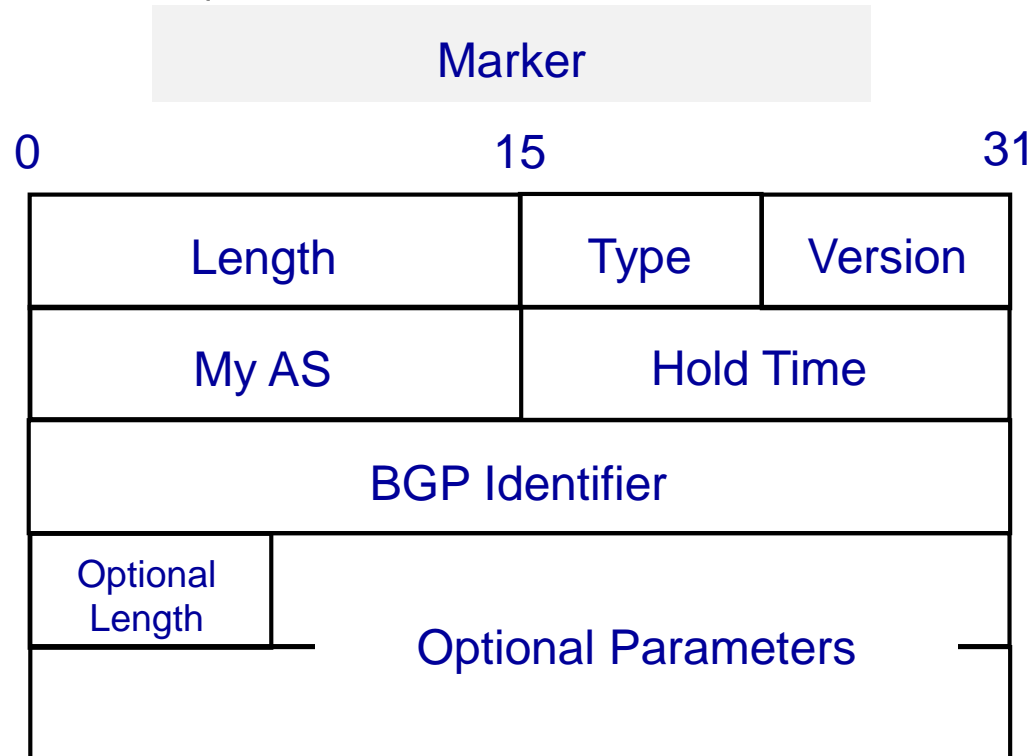 Marker
0 15 31
Length Type Version
My AS Hold Time
BGP Identifier
Optional
Length
Optional Parameters